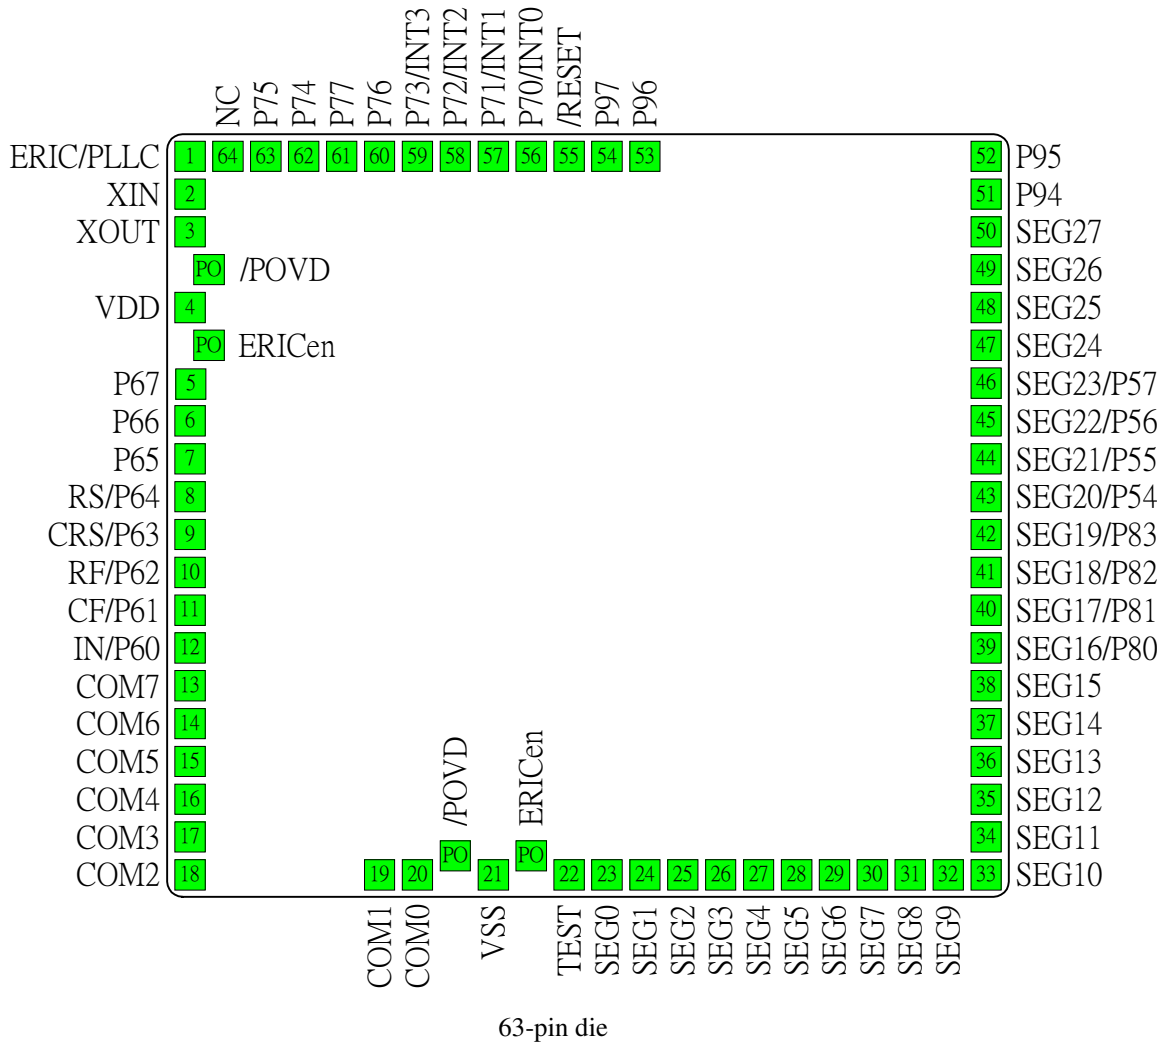 NC
P75
P74
P77
P76
P73/INT3
P72/INT2
P71/INT1
P70/INT0
/RESET
P97
P96
ERIC/PLLC 1 64 63 62 61 60 59 58 57 56 55 54 53 52 P95
XIN 2 51 P94
XOUT 3 50 SEG27
PO /POVD 49 SEG26
VDD 4 48 SEG25
PO ERICen 47 SEG24
P67 5 46 SEG23/P57
P66 6 45 SEG22/P56
P65 7 44 SEG21/P55
RS/P64 8 43 SEG20/P54
CRS/P63 9 42 SEG19/P83
RF/P62 10 41 SEG18/P82
CF/P61 11 40 SEG17/P81
IN/P60 12 39 SEG16/P80
COM7 13 38 SEG15
COM6 14 37 SEG14
COM5 15 36 SEG13
COM4 16 35 SEG12
COM3 17 34 SEG11
/POVD
ERICen
PO PO
COM2 18 19 20 21 22 23 24 25 26 27 28 29 30 31 32 33 SEG10
COM1
COM0
VSS
TEST
SEG0
SEG1
SEG2
SEG3
SEG4
SEG5
SEG6
SEG7
SEG8
SEG9
63-pin die